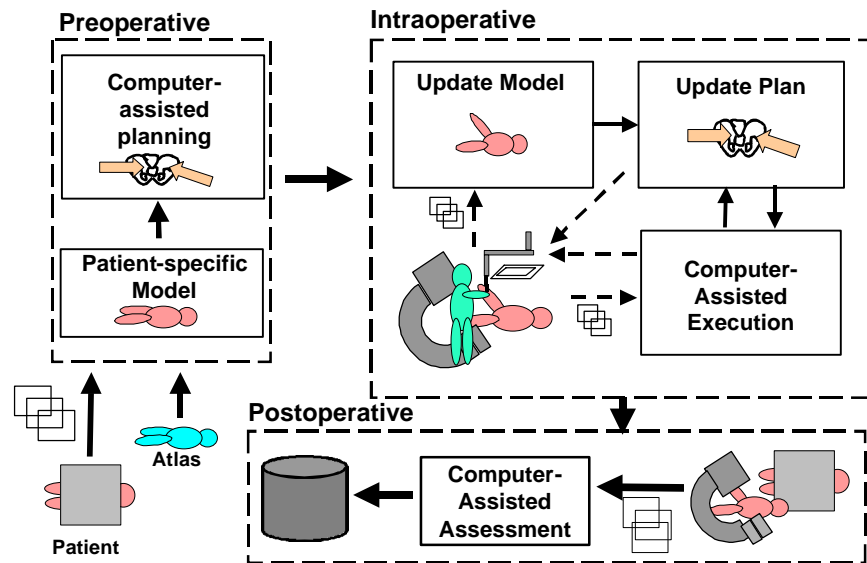 Preoperative
Computer-
assisted
planning
Patient-specific
Model
Atlas
Patient
Intraoperative
Update Model
Update Plan
Computer-
Assisted
Execution
Postoperative
Computer-
Assisted
Assessment